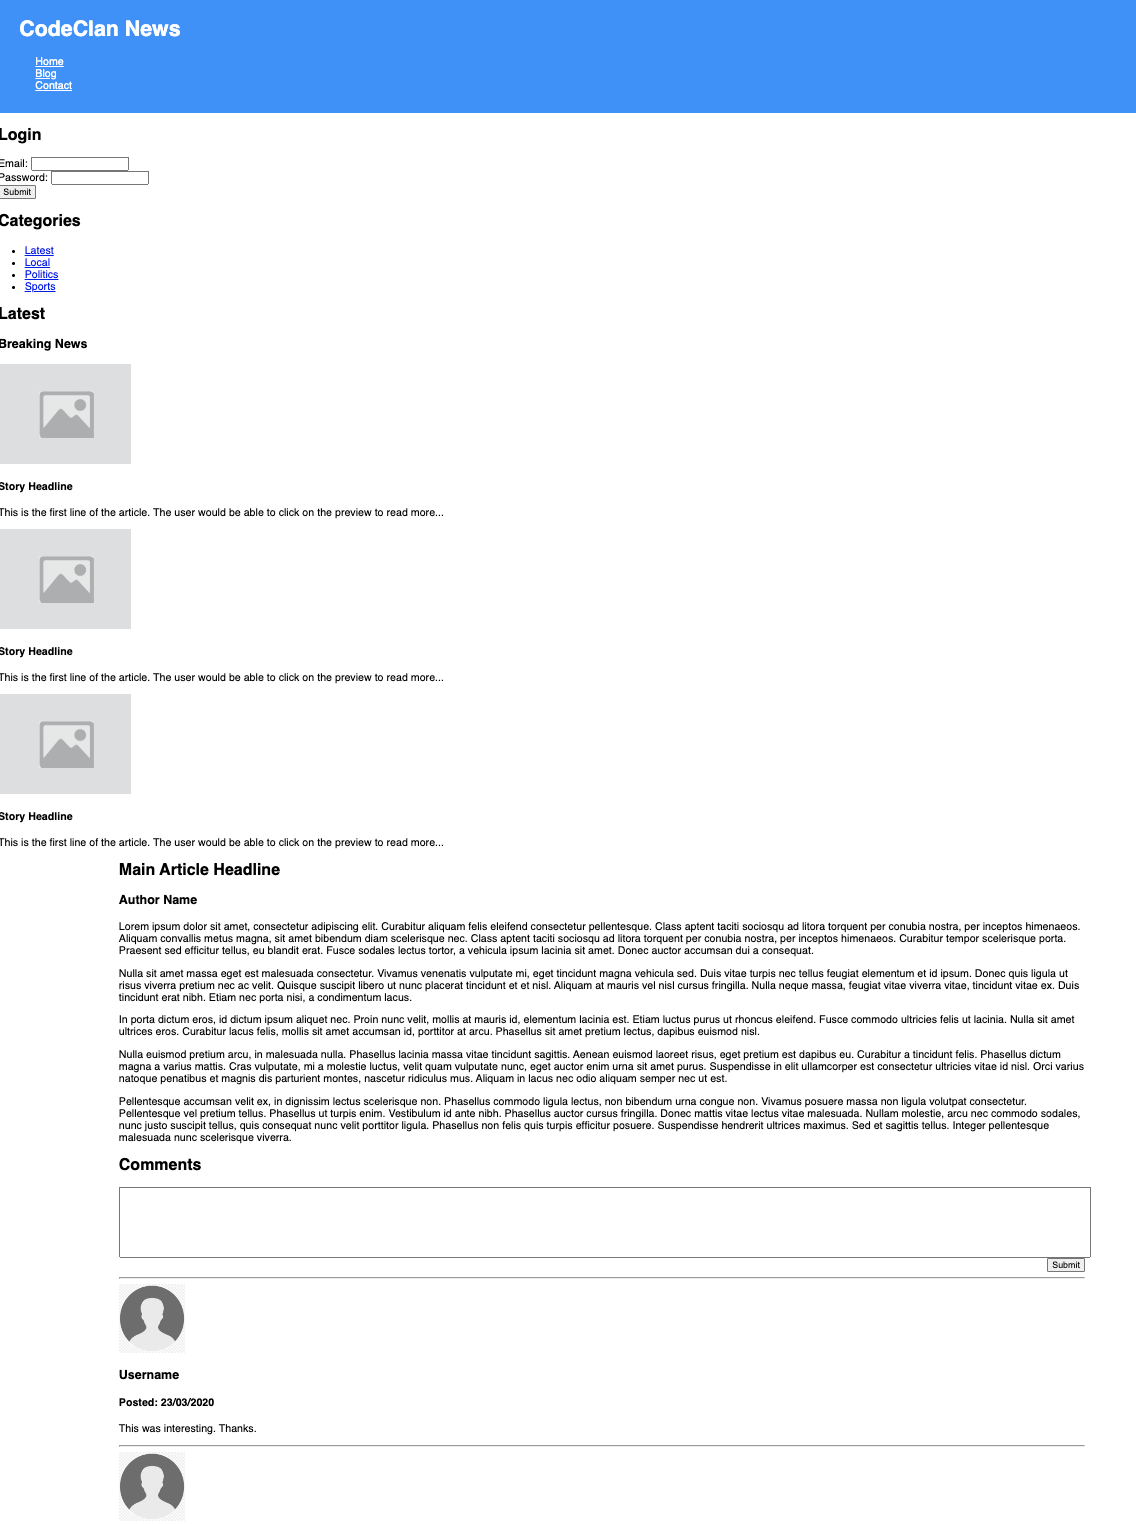 CodeClan News
Home
Blog
Contact
Login
Email:
Password:
Submit
Categories
Latest
Local
Politics
Sports
Latest
Breaking News
Story Headline
This is the first line of the article. The user would be able to click on the preview to read more...
Story Headline
This is the first line of the article. The user would be able to click on the preview to read more...
Story Headline
This is the first line of the article. The user would be able to click on the preview to read more...
Main Article Headline
Author Name
Lorem ipsum dolor sit amet, consectetur adipiscing elit. Curabitur aliquam felis eleifend consectetur pellentesque. Class aptent taciti sociosqu ad litora torquent per conubia nostra, per inceptos himenaeos.
Aliquam convallis metus magna, sit amet bibendum diam scelerisque nec. Class aptent taciti sociosqu ad litora torquent per conubia nostra, per inceptos himenaeos. Curabitur tempor scelerisque porta.
Praesent sed efficitur tellus, eu blandit erat. Fusce sodales lectus tortor, a vehicula ipsum lacinia sit amet. Donec auctor accumsan dui a consequat.
Nulla sit amet massa eget est malesuada consectetur. Vivamus venenatis vulputate mi, eget tincidunt magna vehicula sed. Duis vitae turpis nec tellus feugiat elementum et id ipsum. Donec quis ligula ut
risus viverra pretium nec ac velit. Quisque suscipit libero ut nunc placerat tincidunt et et nisl. Aliquam at mauris vel nisl cursus fringilla. Nulla neque massa, feugiat vitae viverra vitae, tincidunt vitae ex. Duis
tincidunt erat nibh. Etiam nec porta nisi, a condimentum lacus.
In porta dictum eros, id dictum ipsum aliquet nec. Proin nunc velit, mollis at mauris id, elementum lacinia est. Etiam luctus purus ut rhoncus eleifend. Fusce commodo ultricies felis ut lacinia. Nulla sit amet
ultrices eros. Curabitur lacus felis, mollis sit amet accumsan id, porttitor at arcu. Phasellus sit amet pretium lectus, dapibus euismod nisl.
Nulla euismod pretium arcu, in malesuada nulla. Phasellus lacinia massa vitae tincidunt sagittis. Aenean euismod laoreet risus, eget pretium est dapibus eu. Curabitur a tincidunt felis. Phasellus dictum
magna a varius mattis. Cras vulputate, mi a molestie luctus, velit quam vulputate nunc, eget auctor enim urna sit amet purus. Suspendisse in elit ullamcorper est consectetur ultricies vitae id nisl. Orci varius
natoque penatibus et magnis dis parturient montes, nascetur ridiculus mus. Aliquam in lacus nec odio aliquam semper nec ut est.
Pellentesque accumsan velit ex, in dignissim lectus scelerisque non. Phasellus commodo ligula lectus, non bibendum urna congue non. Vivamus posuere massa non ligula volutpat consectetur.
Pellentesque vel pretium tellus. Phasellus ut turpis enim. Vestibulum id ante nibh. Phasellus auctor cursus fringilla. Donec mattis vitae lectus vitae malesuada. Nullam molestie, arcu nec commodo sodales,
nunc justo suscipit tellus, quis consequat nunc velit porttitor ligula. Phasellus non felis quis turpis efficitur posuere. Suspendisse hendrerit ultrices maximus. Sed et sagittis tellus. Integer pellentesque
malesuada nunc scelerisque viverra.
Comments
Submit
Username
Posted: 23/03/2020
This was interesting. Thanks.